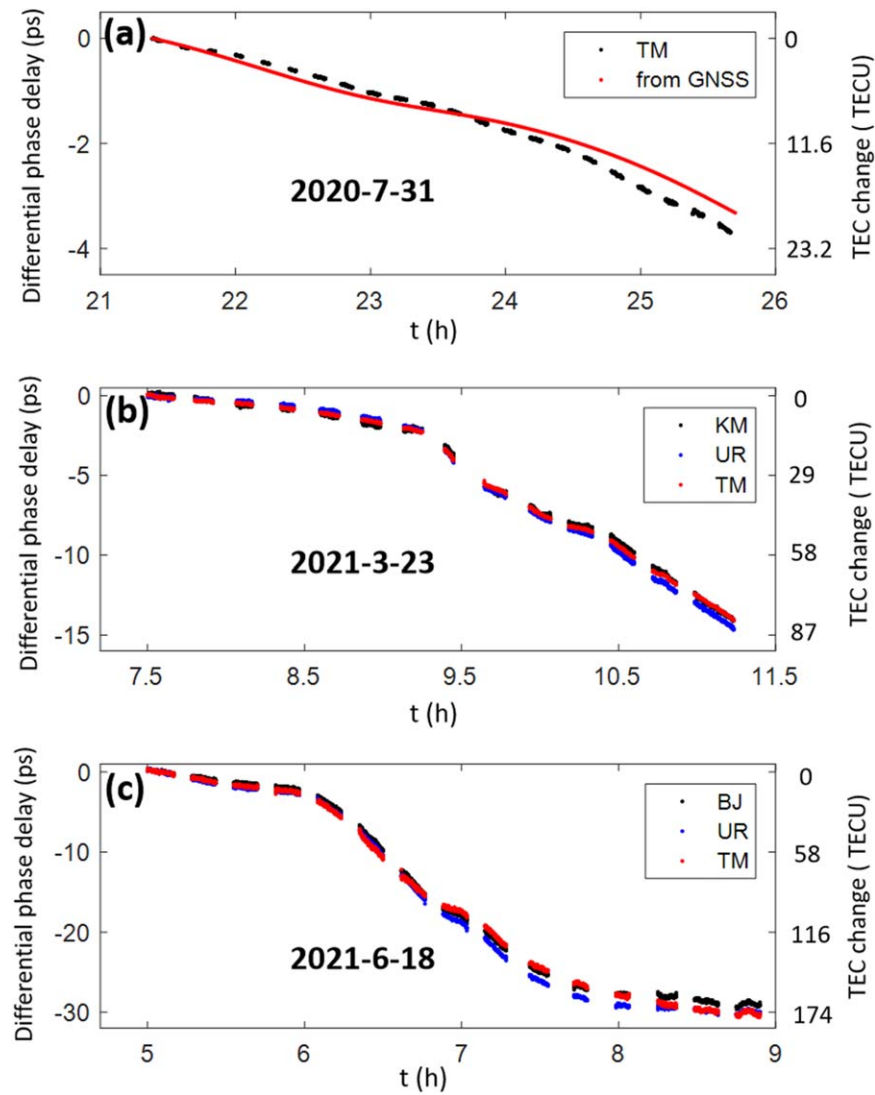 (a)
Differential phase delay (ps)
0
-2
-4
TM
from GNSS
2020-7-31
0
11.6
23.2
TEC change ( TECU)
21 22 23 24 25 26
t (h)
(b)
Differential phase delay (ps)
0
-5
-10
-15
KM
UR
TM
2021-3-23
0
29
58
87
TEC change ( TECU)
7.5 8.5 9.5 10.5 11.5
t (h)
(c)
Differential phase delay (ps)
0
-10
-20
-30
BJ
UR
TM
2021-6-18
0
58
116
174
TEC change ( TECU)
5 6 7 8 9
t (h)